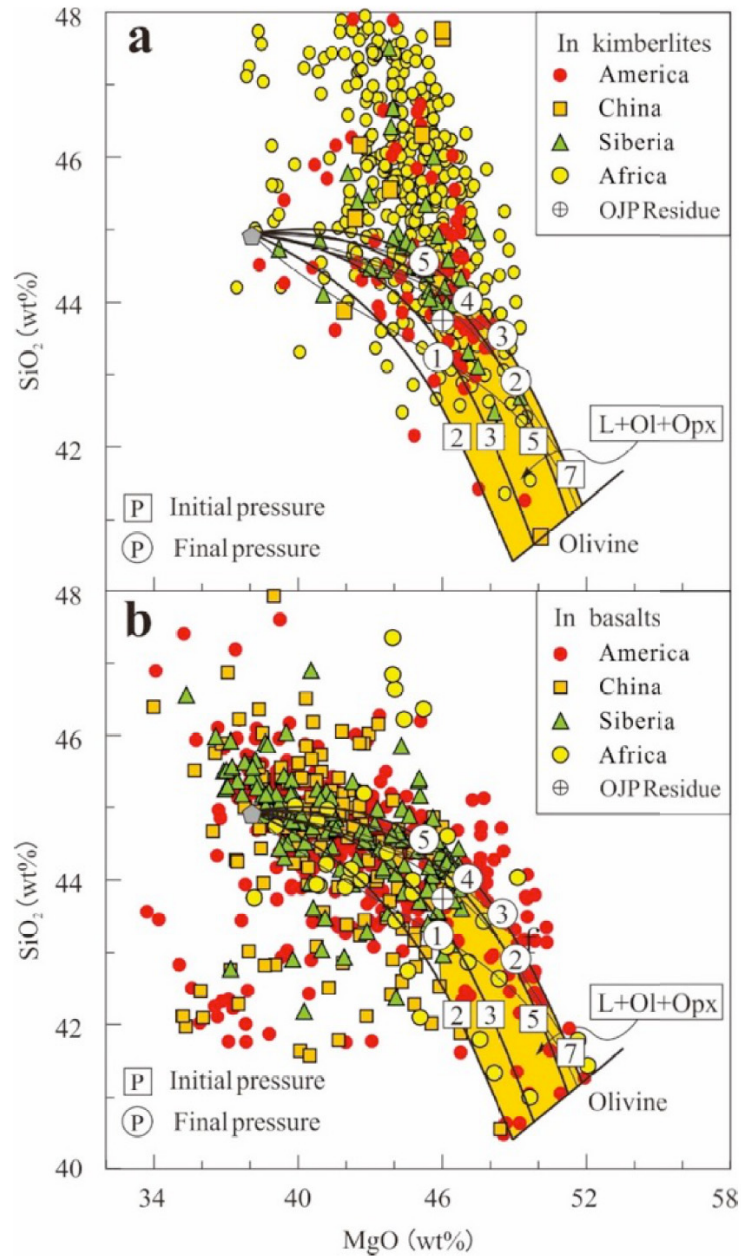 48
a
In kimberlites
America
China
Siberia
Africa
OJP Residue
46
SiO2 (wt%)
44
42
5
4
3
1
2
2 3 5
7
L+Ol+Opx
P Initial pressure
P Final pressure
Olivine
48
b
In basalts
America
China
Siberia
Africa
OJP Residue
46
SiO2 (wt%)
44
42
40
5
4
3
f
1
2
2 3 5
7
L+Ol+Opx
P Initial pressure
P Final pressure
Olivine
34 40 46 52 58
MgO (wt%)